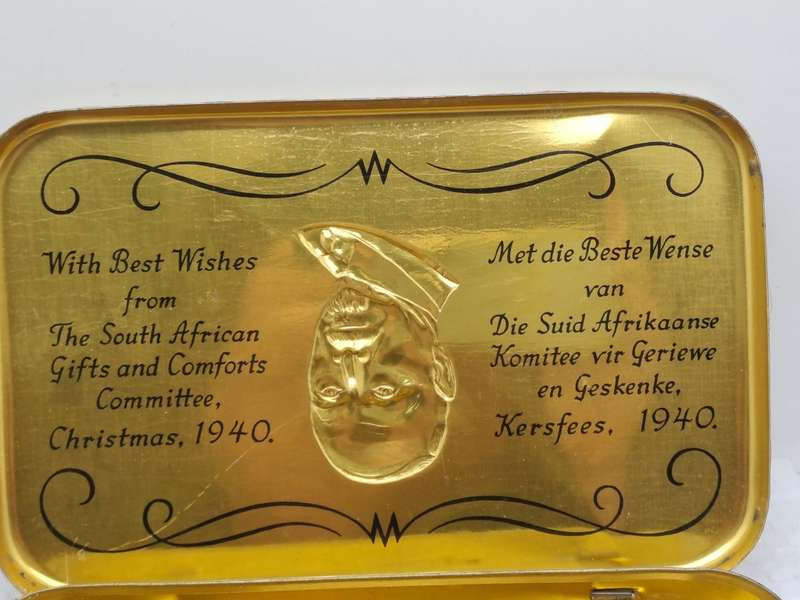 With Best Wishes
from
The South African
Gifts and Comforts
Committee,
Christmas, 1940.
Met die Beste Wense
van
Die Suid Afrikaanse
Komitee vir Geriewe
en Geskenke,
Kersfees, 1940.